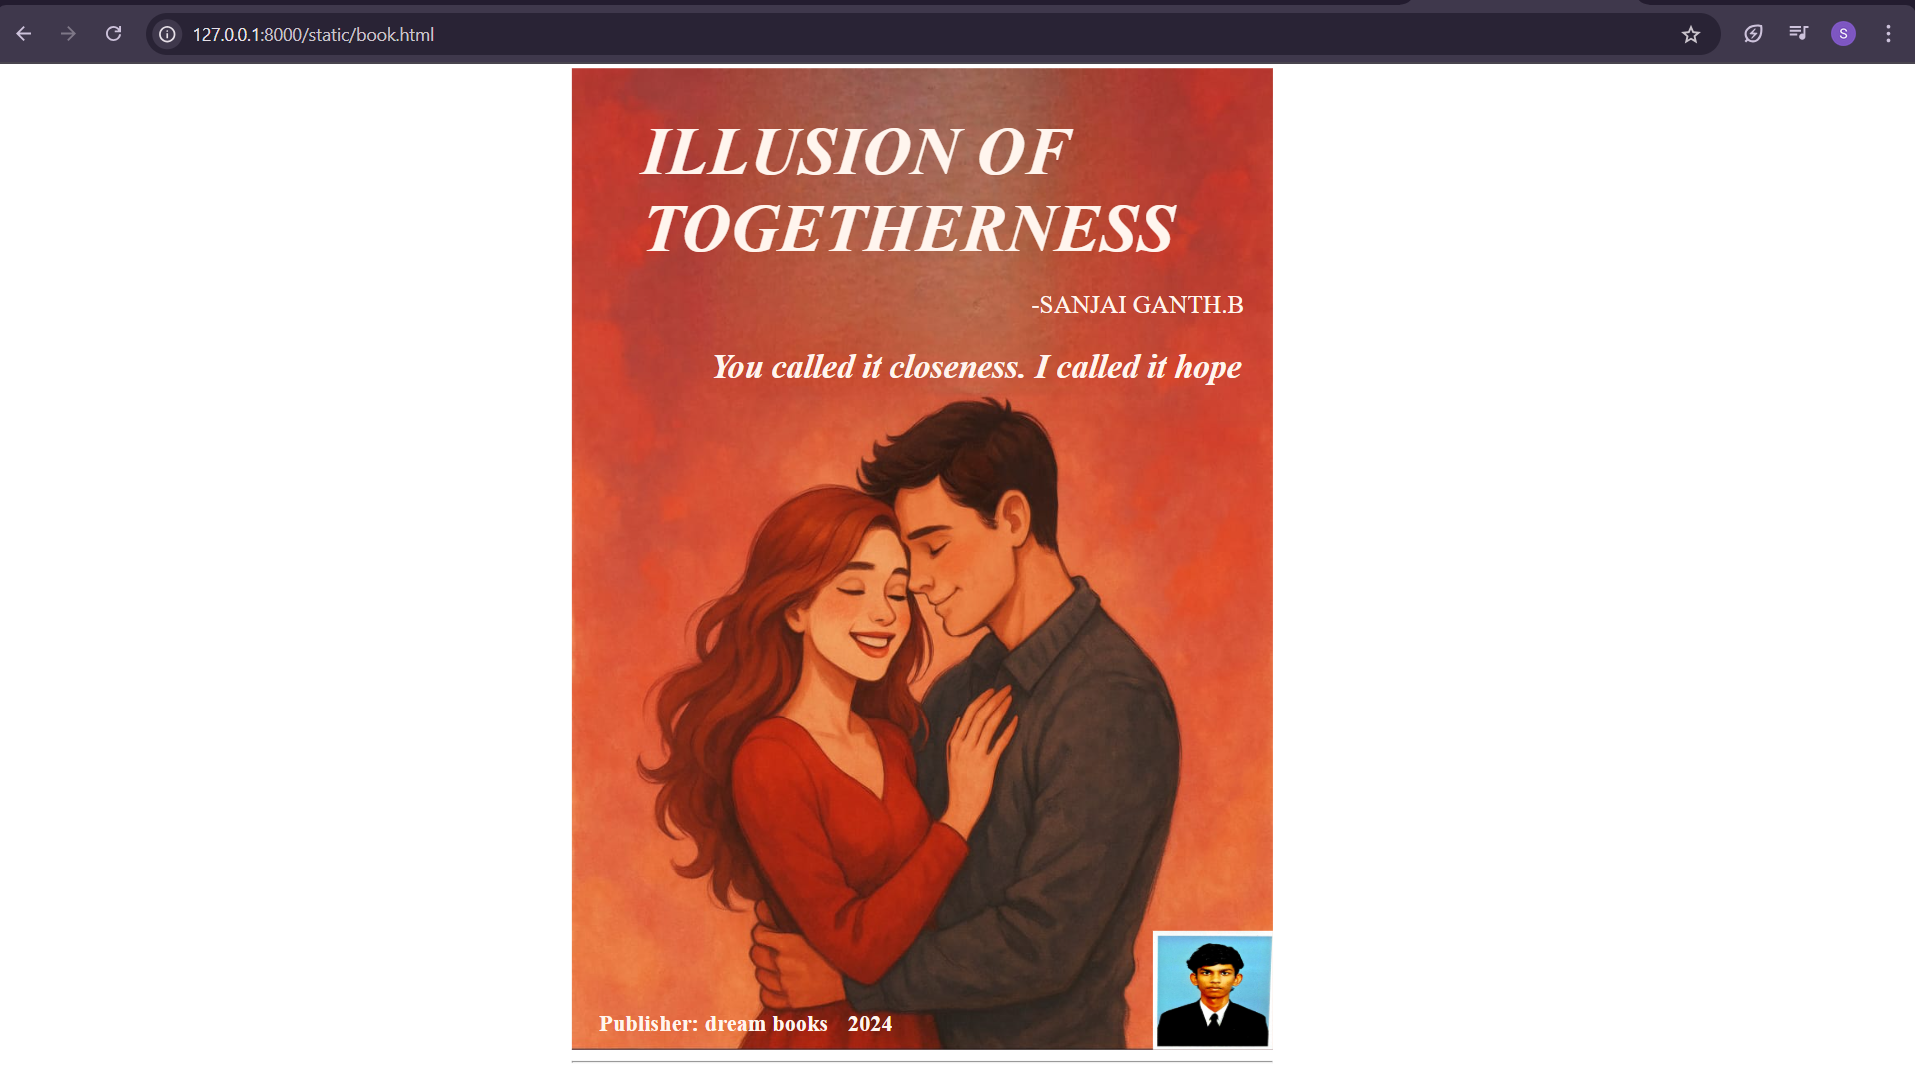 127.0.0.1:8000/static/book.html
S
ILLUSION OF
TOGETHERNESS
-SANJAI GANTH.B
You called it closeness. I called it hope
Publisher: dream books 2024